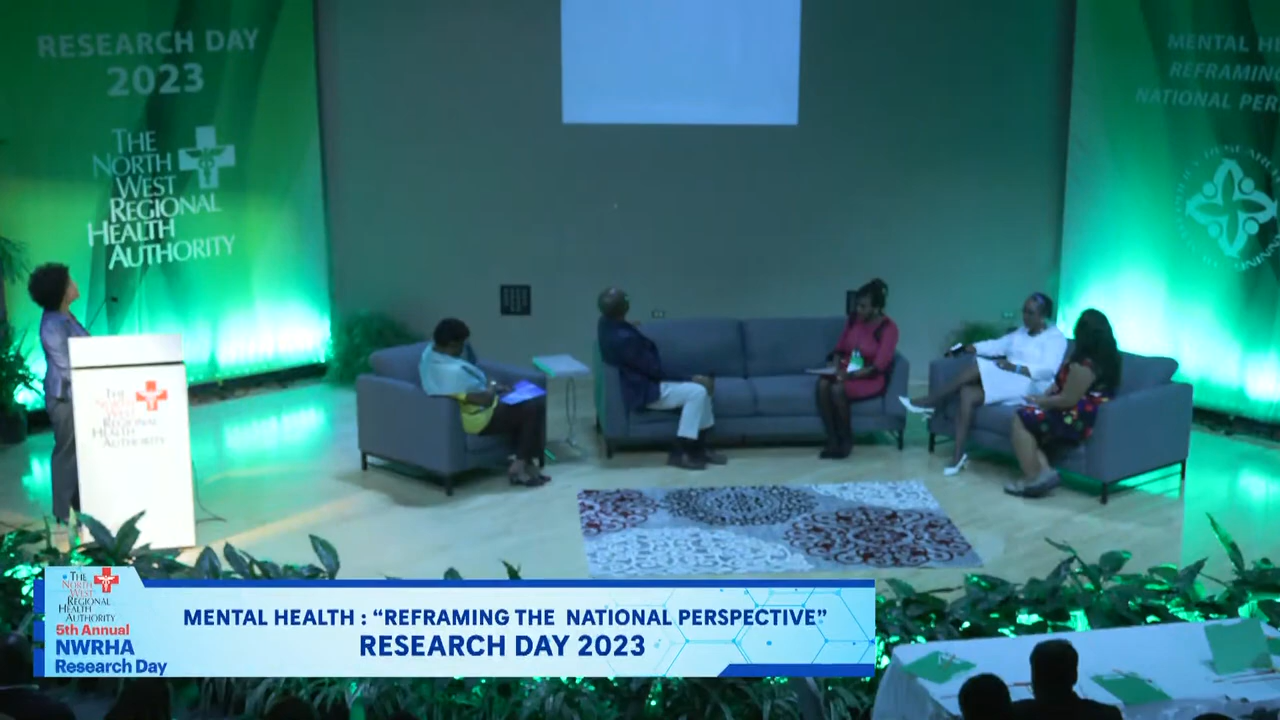 RESEARCH DAY
2023
THE
NORTH
WEST
REGIONAL
HEALTH
AUTHORITY
MENTAL
REFRAMING
NATIONAL
THE
NORTH
WEST
REGIONAL
HEALTH
AUTHORITY
THE
NORTH
WEST
REGIONAL
HEALTH
AUTHORITY
5th Annual
NWRHA
Research Day
MENTAL HEALTH : “REFRAMING THE NATIONAL PERSPECTIVE”
RESEARCH DAY 2023